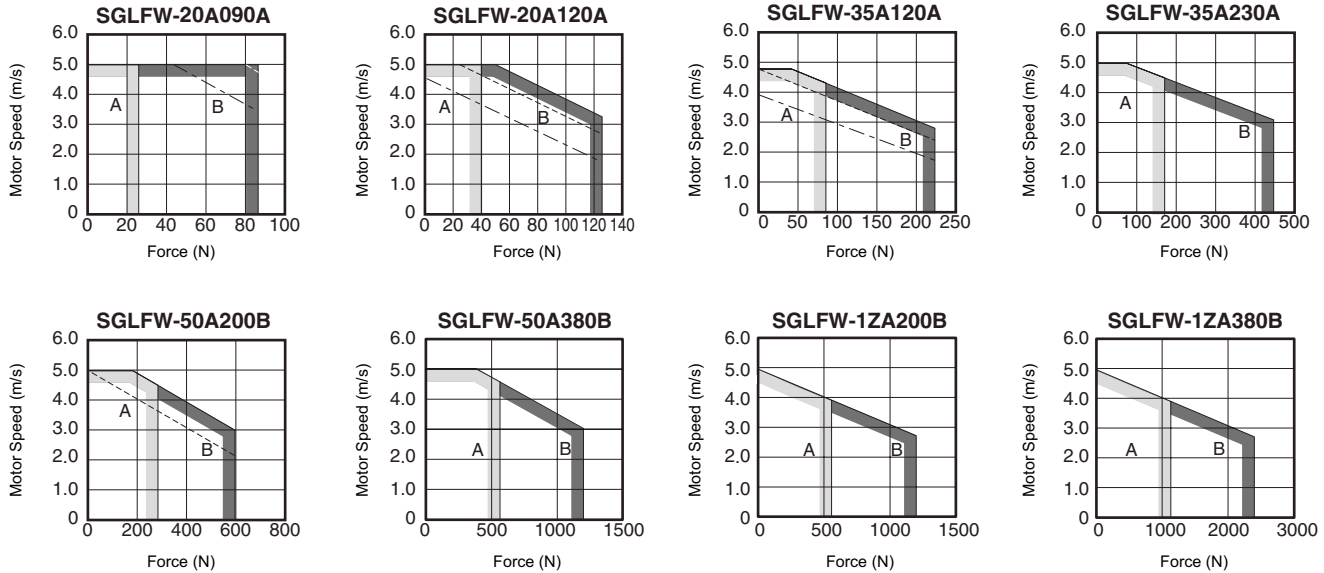 SGLFW-20A090A
6.0
5.0
4.0
3.0
2.0
1.0
0
Motor Speed (m/s)
A
B
0 20 40 60 80 100
Force (N)
SGLFW-20A120A
6.0
5.0
4.0
3.0
2.0
1.0
0
Motor Speed (m/s)
A
B
0 20 40 60 80 100 120 140
Force (N)
SGLFW-35A120A
6.0
5.0
4.0
3.0
2.0
1.0
0
Motor Speed (m/s)
A
B
0 50 100 150 200 250
Force (N)
SGLFW-35A230A
6.0
5.0
4.0
3.0
2.0
1.0
0
Motor Speed (m/s)
A
B
0 100 200 300 400 500
Force (N)
SGLFW-50A200B
6.0
5.0
4.0
3.0
2.0
1.0
0
Motor Speed (m/s)
A
B
0 200 400 600 800
Force (N)
SGLFW-50A380B
6.0
5.0
4.0
3.0
2.0
1.0
0
Motor Speed (m/s)
A
B
0 500 1000 1500
Force (N)
SGLFW-1ZA200B
6.0
5.0
4.0
3.0
2.0
1.0
0
Motor Speed (m/s)
A
B
0 500 1000 1500
Force (N)
SGLFW-1ZA380B
6.0
5.0
4.0
3.0
2.0
1.0
0
Motor Speed (m/s)
A
B
0 1000 2000 3000
Force (N)